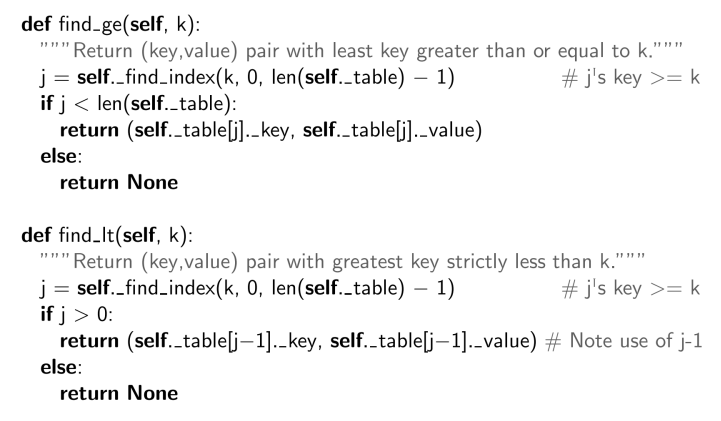 def find_ge(self, k):
"""Return (key,value) pair with least key greater than or equal to k."""
j = self._find_index(k, 0, len(self._table) − 1) # j's key >= k
if j < len(self._table):
return (self._table[j]._key, self._table[j]._value)
else:
return None
def find_lt(self, k):
"""Return (key,value) pair with greatest key strictly less than k."""
j = self._find_index(k, 0, len(self._table) − 1) # j's key >= k
if j > 0:
return (self._table[j−1]._key, self._table[j−1]._value) # Note use of j-1
else:
return None